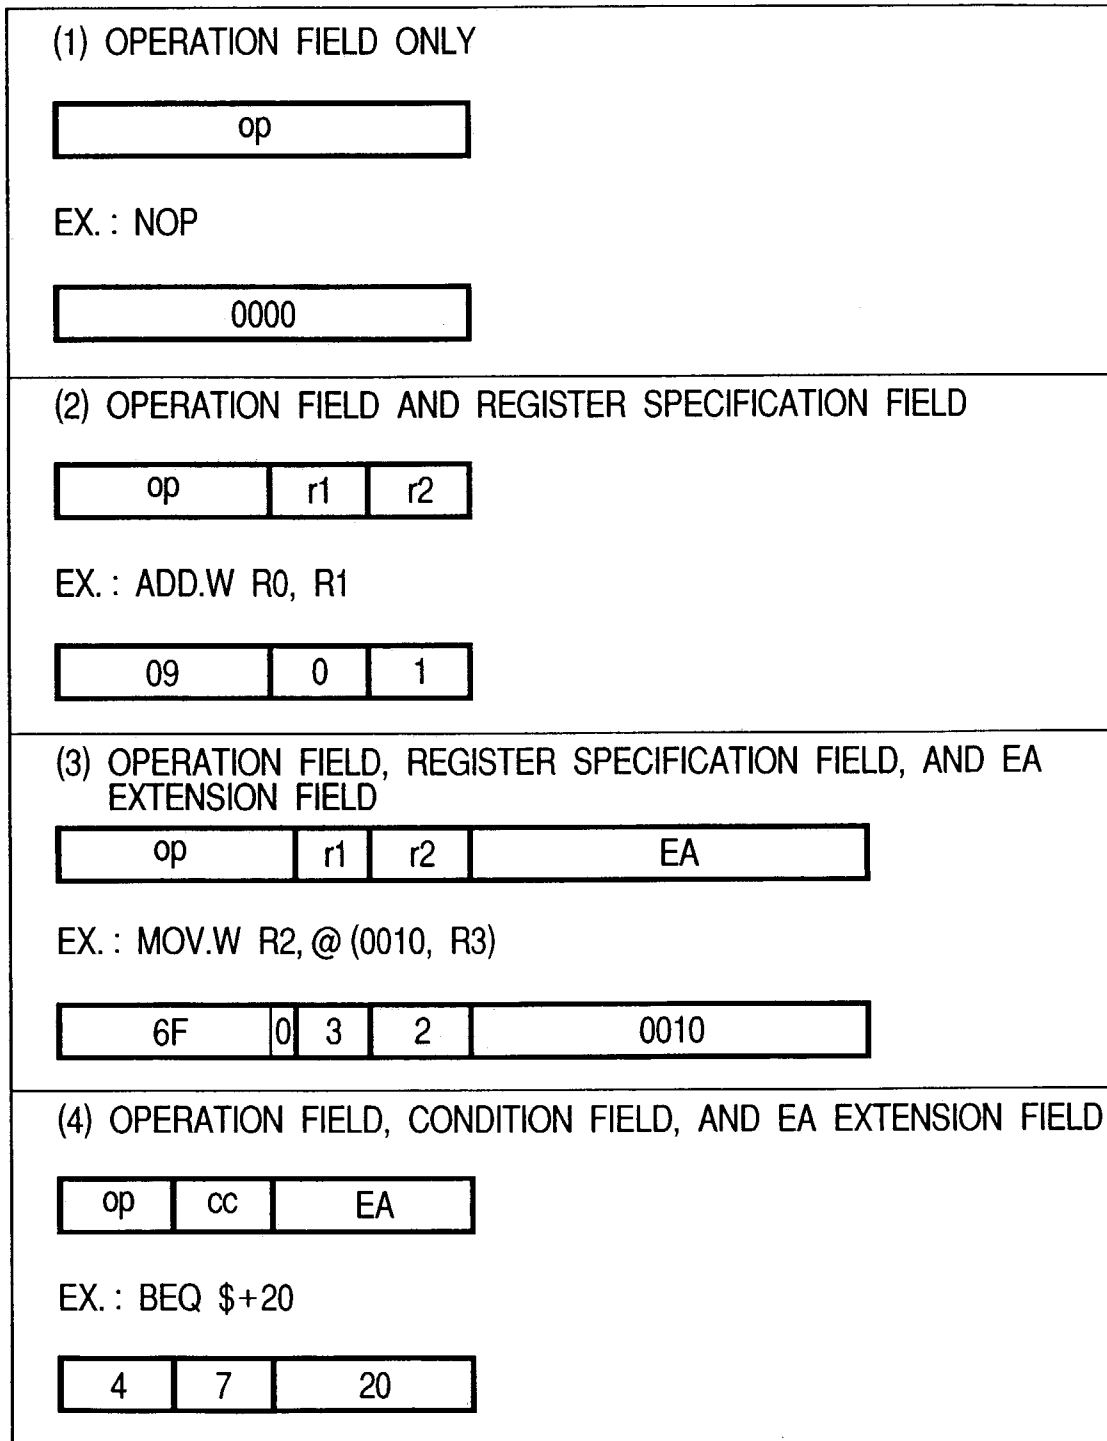 (1) OPERATION FIELD ONLY
op
EX. : NOP
0000
(2) OPERATION FIELD AND REGISTER SPECIFICATION FIELD
op r1 r2
EX. : ADD.W R0, R1
09 0 1
(3) OPERATION FIELD, REGISTER SPECIFICATION FIELD, AND EA
EXTENSION FIELD
op r1 r2 EA
EX. : MOV.W R2, @ (0010, R3)
6F 0 3 2 0010
(4) OPERATION FIELD, CONDITION FIELD, AND EA EXTENSION FIELD
op cc EA
EX. : BEQ $+20
4 7 20